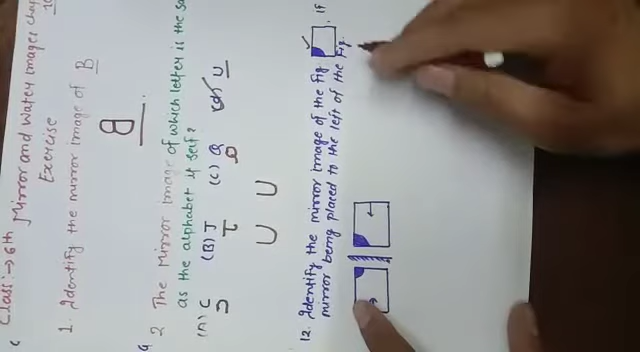 Class:→ 6th Mirror and Water Images
Exercise
1. Identify the mirror image of B
8
2 The Mirror image of which letter is the
as the alphabet it self?
(A) C (B) J (C) Q U
U U
12. Identify the mirror image of the Fig . If
mirror being placed to the left of the Fig.